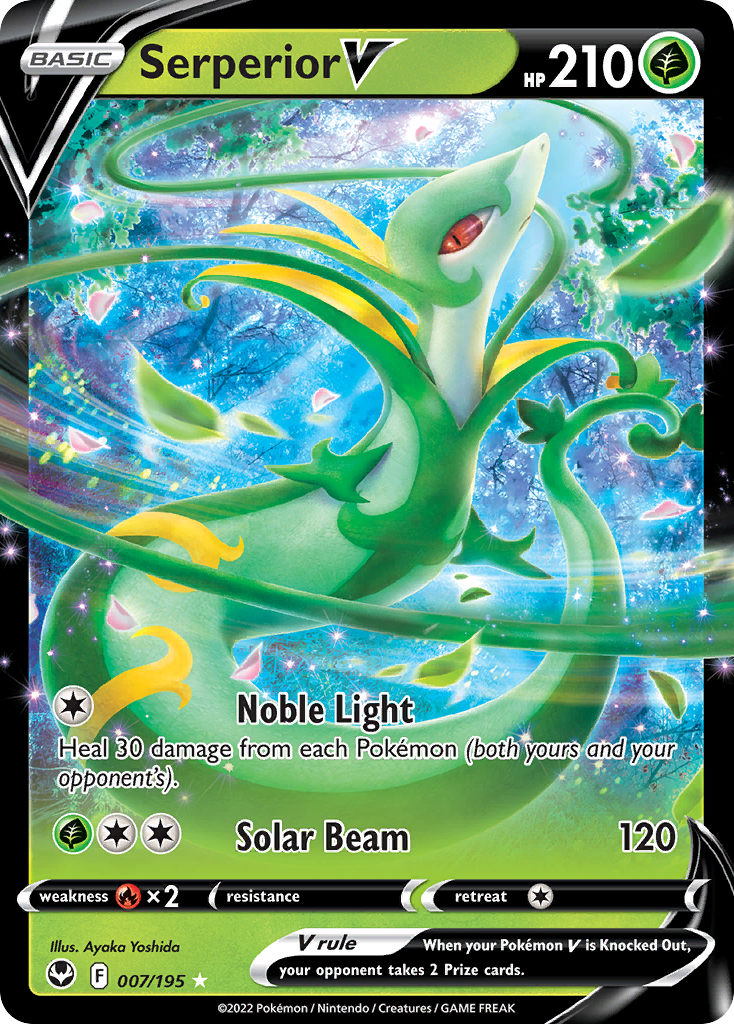 BASIC
Serperior V
HP 210
Noble Light
Heal 30 damage from each Pokémon (both yours and your
opponent's).
Solar Beam 120
weakness ×2 resistance retreat
Illus. Ayaka Yoshida
V rule When your Pokémon V is Knocked Out,
your opponent takes 2 Prize cards.
F 007/195 ★
©2022 Pokémon / Nintendo / Creatures / GAME FREAK